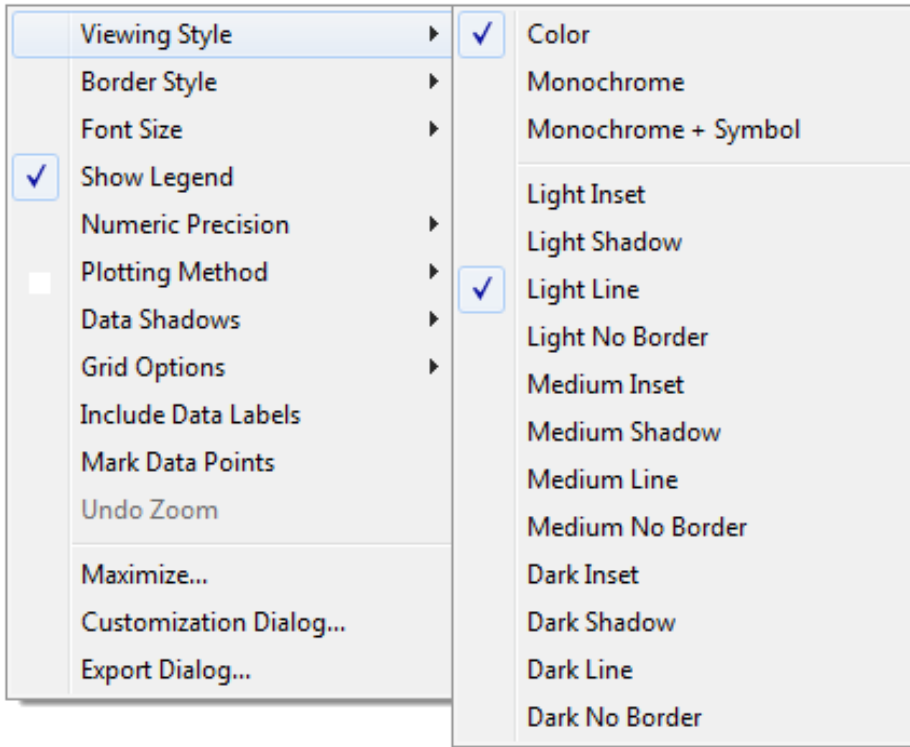 Viewing Style
Border Style
Font Size
Show Legend
Numeric Precision
Plotting Method
Data Shadows
Grid Options
Include Data Labels
Mark Data Points
Undo Zoom
Maximize...
Customization Dialog...
Export Dialog...
Color
Monochrome
Monochrome + Symbol
Light Inset
Light Shadow
Light Line
Light No Border
Medium Inset
Medium Shadow
Medium Line
Medium No Border
Dark Inset
Dark Shadow
Dark Line
Dark No Border